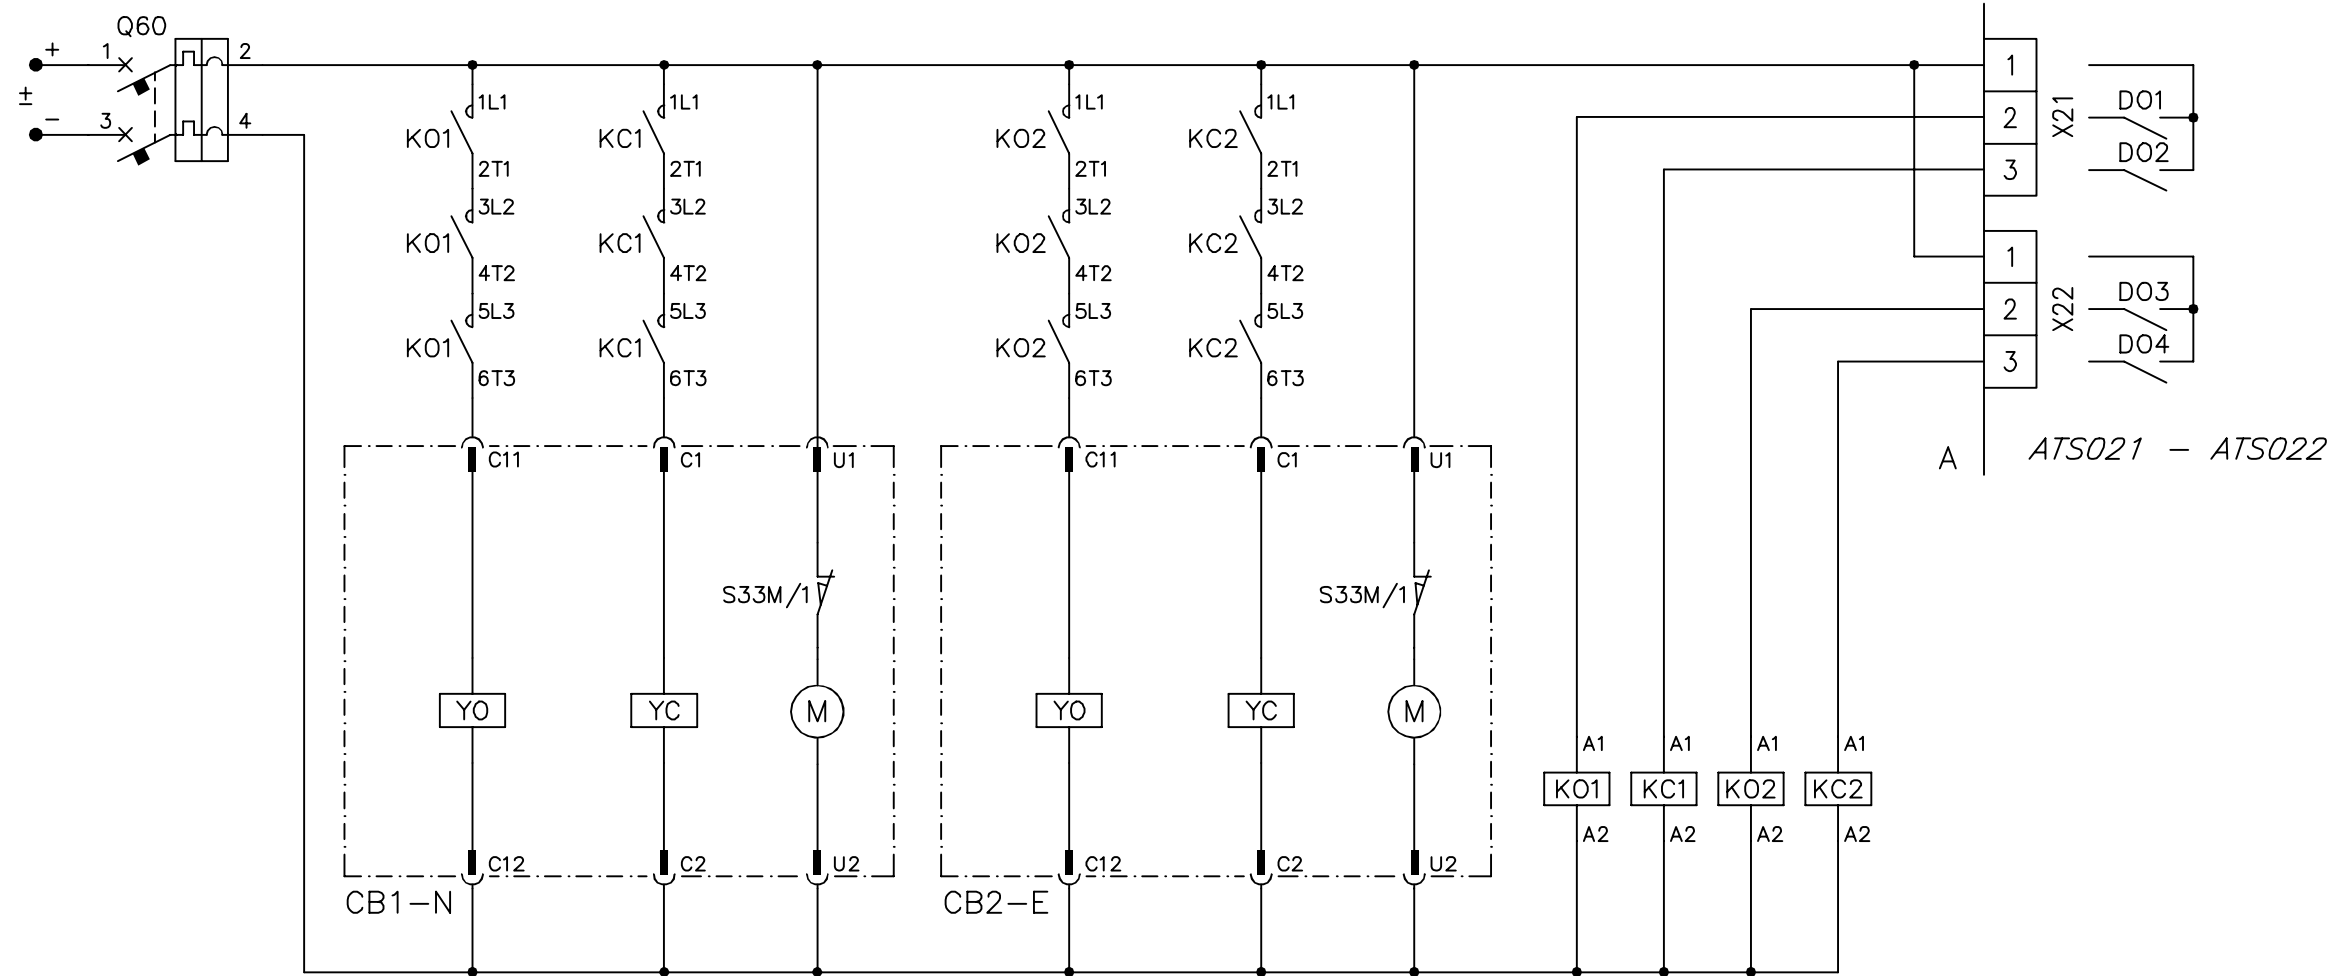 Q60
+ 1 2
±
− 3 4
1L1 1L1 1L1 1L1
KO1 KC1 KO2 KC2
2T1 2T1 2T1 2T1
3L2 3L2 3L2 3L2
KO1 KC1 KO2 KC2
4T2 4T2 4T2 4T2
5L3 5L3 5L3 5L3
KO1 KC1 KO2 KC2
6T3 6T3 6T3 6T3
1
2 X21 DO1
3 DO2
1
2 X22 DO3
3 DO4
A ATS021 − ATS022
C11 C1 U1 C11 C1 U1
S33M/1 S33M/1
YO YC M YO YC M
A1 A1 A1 A1
KO1 KC1 KO2 KC2
A2 A2 A2 A2
C12 C2 U2 C12 C2 U2
CB1−N CB2−E